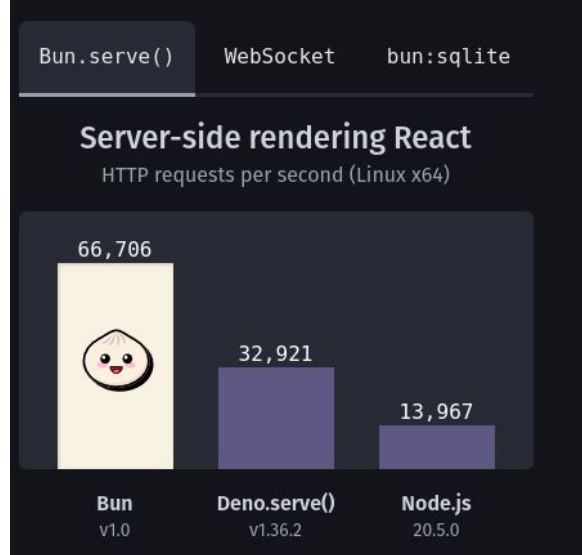 Bun.serve() WebSocket bun:sqlite
Server-side rendering React
HTTP requests per second (Linux x64)
66,706
32,921
13,967
Bun Deno.serve() Node.js
v1.0 v1.36.2 20.5.0